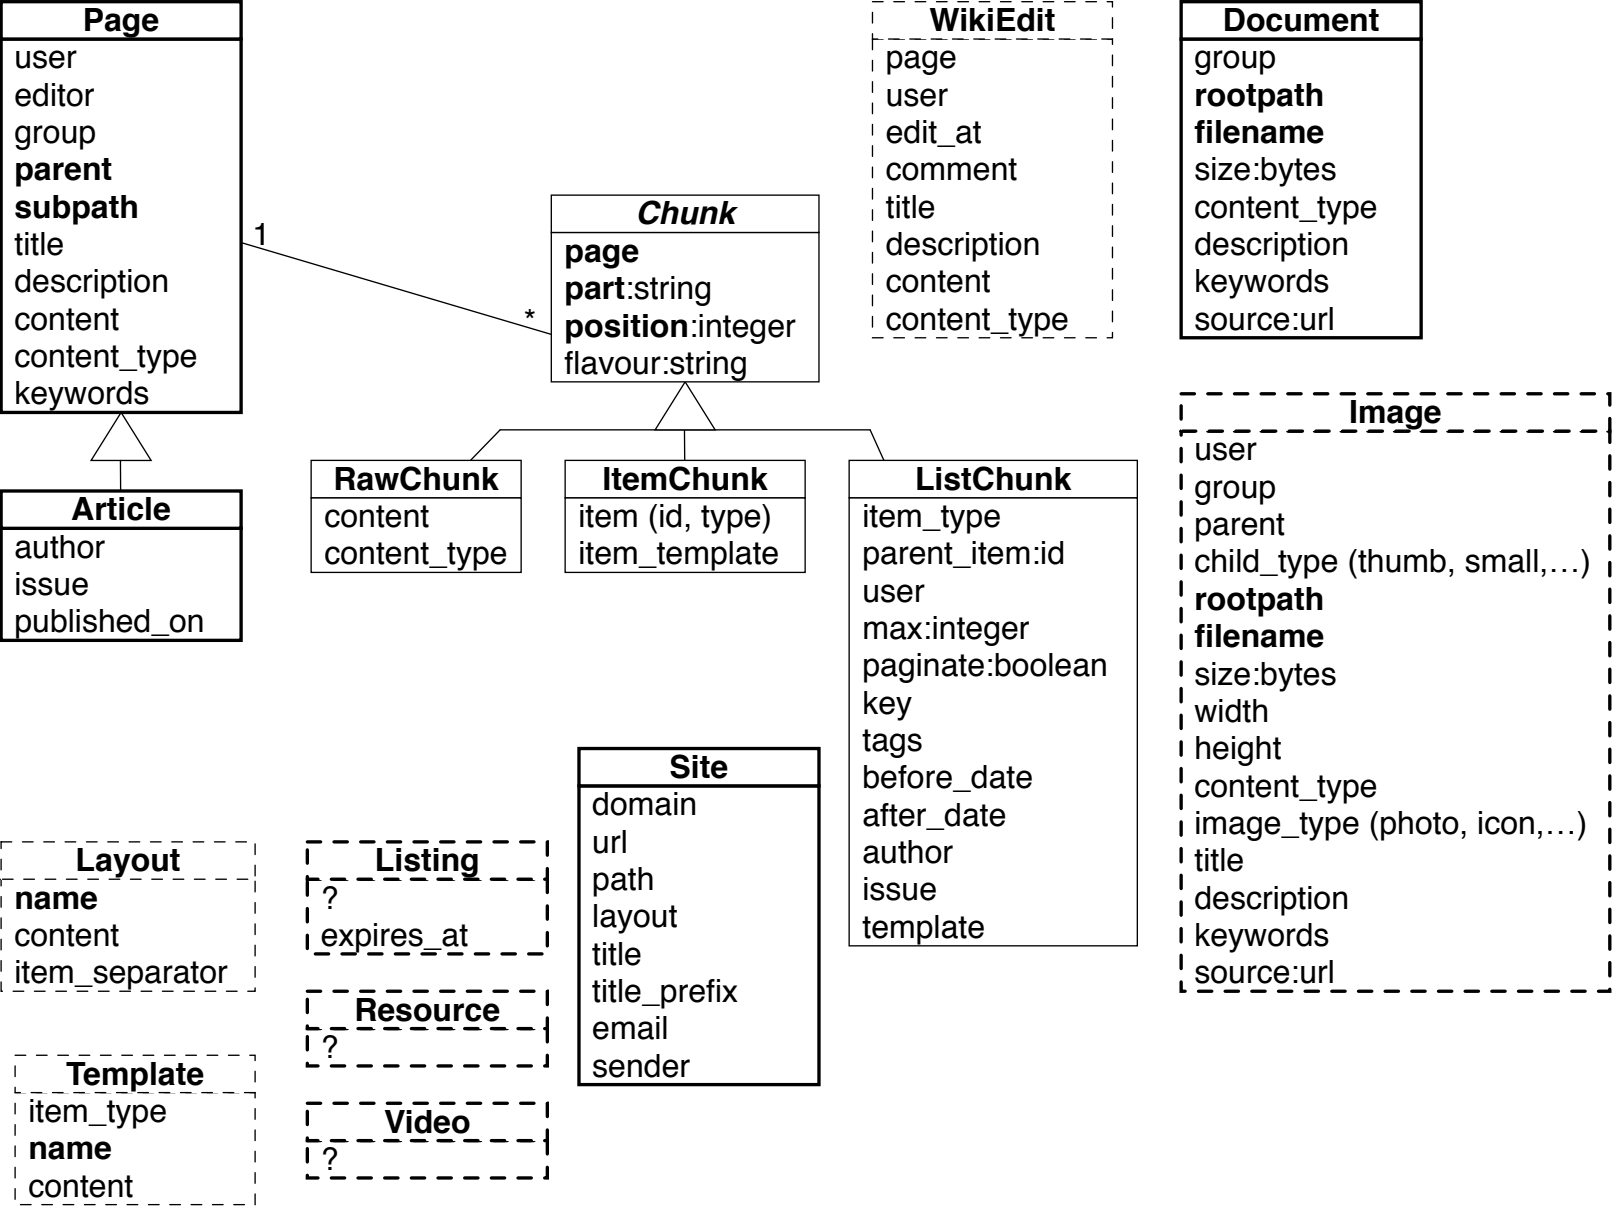 Page
user
editor
group
parent
subpath
title
description
content
content_type
keywords
Article
author
issue
published_on
1
*
Chunk
page
part:string
position:integer
flavour:string
RawChunk
content
content_type
ItemChunk
item (id, type)
item_template
ListChunk
item_type
parent_item:id
user
max:integer
paginate:boolean
key
tags
before_date
after_date
author
issue
template
WikiEdit
page
user
edit_at
comment
title
description
content
content_type
Document
group
rootpath
filename
size:bytes
content_type
description
keywords
source:url
Image
user
group
parent
child_type (thumb, small,…)
rootpath
filename
size:bytes
width
height
content_type
image_type (photo, icon,…)
title
description
keywords
source:url
Site
domain
url
path
layout
title
title_prefix
email
sender
Layout
name
content
item_separator
Template
item_type
name
content
Listing
?
expires_at
Resource
?
Video
?